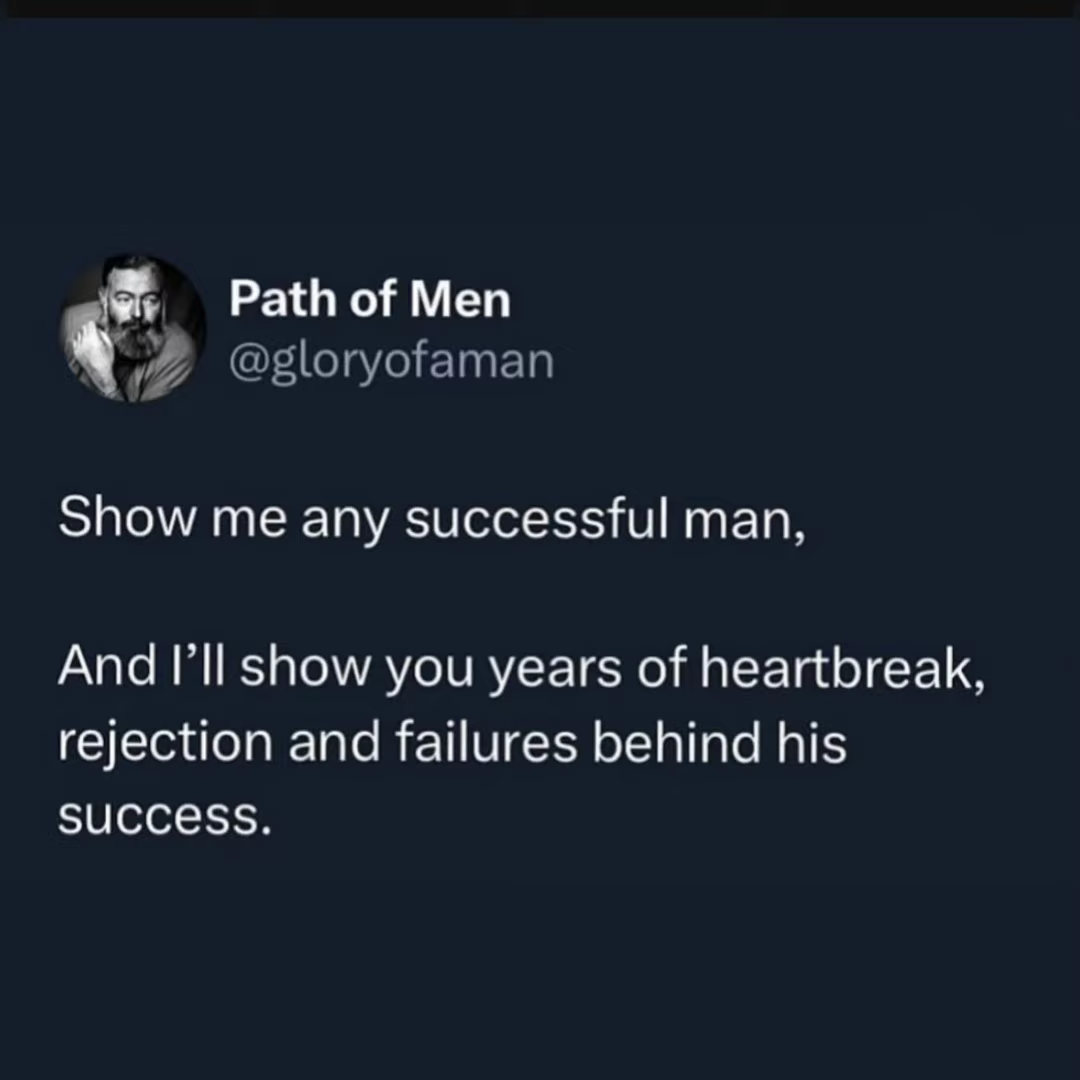 Path of Men
@gloryofaman
Show me any successful man,
And I’ll show you years of heartbreak,
rejection and failures behind his
success.